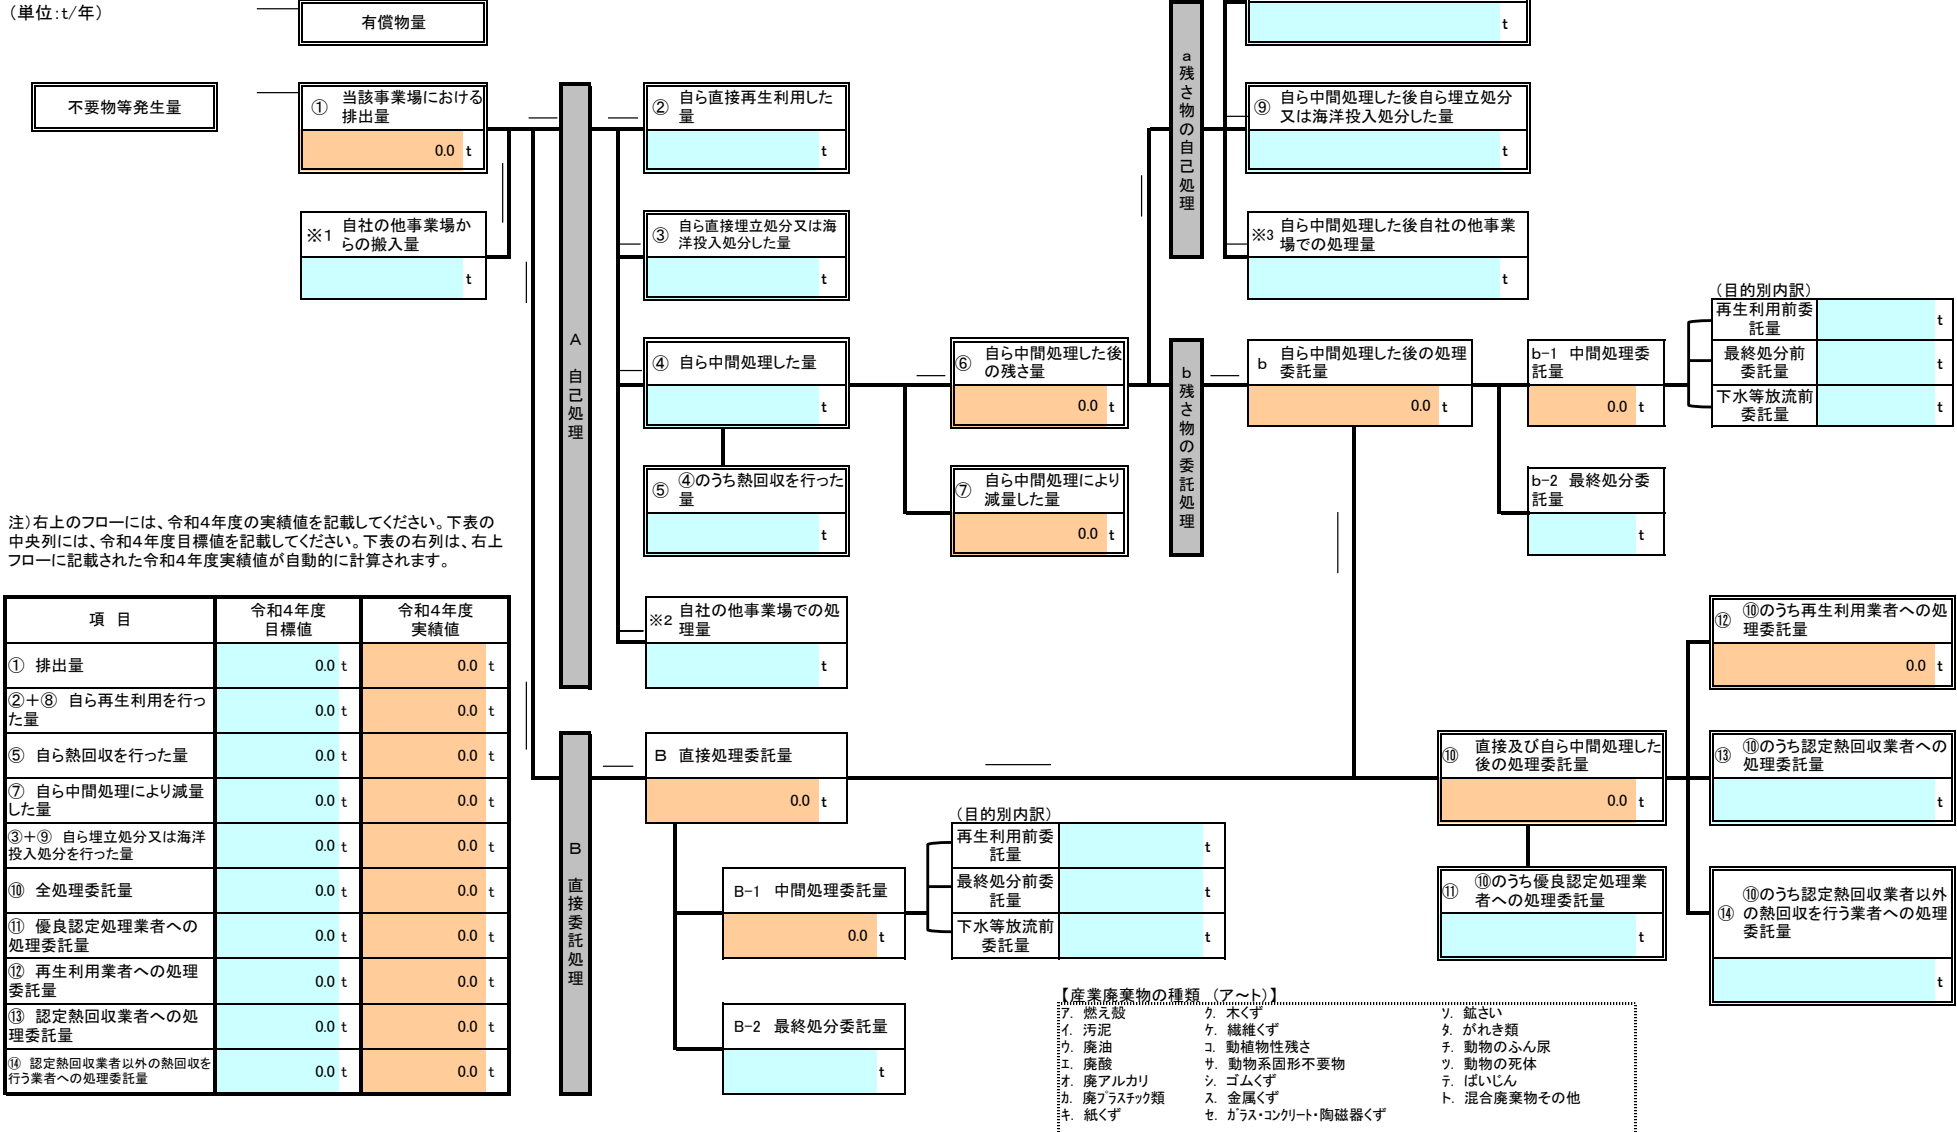 （単位：t/年）
有償物量
不要物等発生量
① 当該事業場における
排出量
0.0 t
※1 自社の他事業場か
らの搬入量
t
A
自
己
処
理
② 自ら直接再生利用した
量
t
③ 自ら直接埋立処分又は海
洋投入処分した量
t
④ 自ら中間処理した量
t
⑤ ④のうち熱回収を行った
量
t
※2 自社の他事業場での処
理量
t
⑥ 自ら中間処理した後
の残さ量
0.0 t
⑦ 自ら中間処理により
減量した量
0.0 t
a
残
さ
物
の
自
己
処
理
t
⑨ 自ら中間処理した後自ら埋立処分
又は海洋投入処分した量
t
※3 自ら中間処理した後自社の他事業
場での処理量
t
b
残
さ
物
の
委
託
処
理
b 自ら中間処理した後の処理
委託量
0.0 t
b-1 中間処理委
託量
0.0 t
b-2 最終処分委
託量
t
（目的別内訳）
再生利用前委
託量
t
最終処分前
委託量
t
下水等放流前
委託量
t
注）右上のフローには、令和4年度の実績値を記載してください。下表の
中央列には、令和4年度目標値を記載してください。下表の右列は、右上
フローに記載された令和4年度実績値が自動的に計算されます。
項 目
令和4年度
目標値
令和4年度
実績値
① 排出量
0.0 t 0.0 t
②＋⑧ 自ら再生利用を行っ
た量
0.0 t 0.0 t
⑤ 自ら熱回収を行った量
0.0 t 0.0 t
⑦ 自ら中間処理により減量
した量
0.0 t 0.0 t
③＋⑨ 自ら埋立処分又は海洋
投入処分を行った量
0.0 t 0.0 t
⑩ 全処理委託量
0.0 t 0.0 t
⑪ 優良認定処理業者への
処理委託量
0.0 t 0.0 t
⑫ 再生利用業者への処理
委託量
0.0 t 0.0 t
⑬ 認定熱回収業者への処
理委託量
0.0 t 0.0 t
⑭ 認定熱回収業者以外の熱回収を
行う業者への処理委託量
0.0 t 0.0 t
B
直
接
委
託
処
理
B 直接処理委託量
0.0 t
B-1 中間処理委託量
0.0 t
B-2 最終処分委託量
t
（目的別内訳）
再生利用前委
託量
t
最終処分前委
託量
t
下水等放流前
委託量
t
⑩ 直接及び自ら中間処理した
後の処理委託量
0.0 t
⑪ ⑩のうち優良認定処理業
者への処理委託量
t
⑫ ⑩のうち再生利用業者への処
理委託量
0.0 t
⑬ ⑩のうち認定熱回収業者への
処理委託量
t
⑭ ⑩のうち認定熱回収業者以外
の熱回収を行う業者への処理
委託量
t
【産業廃棄物の種類 （ア～ト）】
ア. 燃え殻 ク. 木くず ソ. 鉱さい
イ. 汚泥 ケ. 繊維くず タ. がれき類
ウ. 廃油 コ. 動植物性残さ チ. 動物のふん尿
エ. 廃酸 サ. 動物系固形不要物 ツ. 動物の死体
オ. 廃アルカリ シ. ゴムくず テ. ばいじん
カ. 廃プラスチック類 ス. 金属くず ト. 混合廃棄物その他
キ. 紙くず セ. ガラス・コンクリート・陶磁器くず